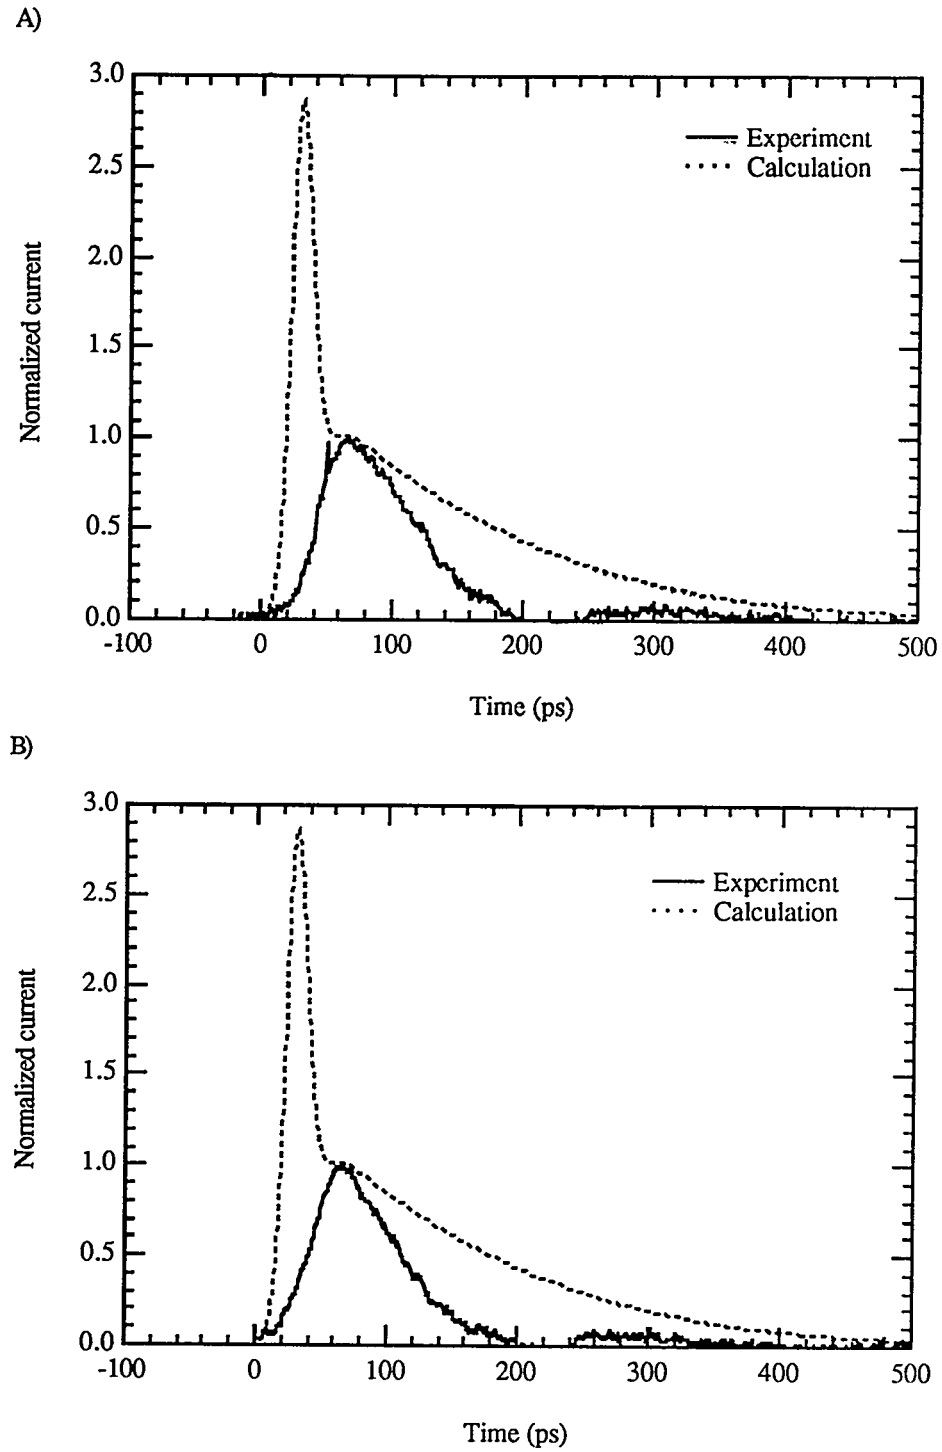 A)
3.0
2.5
2.0
1.5
1.0
0.5
0.0
Normalized current
Experiment
Calculation
-100 0 100 200 300 400 500
Time (ps)
B)
3.0
2.5
2.0
1.5
1.0
0.5
0.0
Normalized current
Experiment
Calculation
-100 0 100 200 300 400 500
Time (ps)